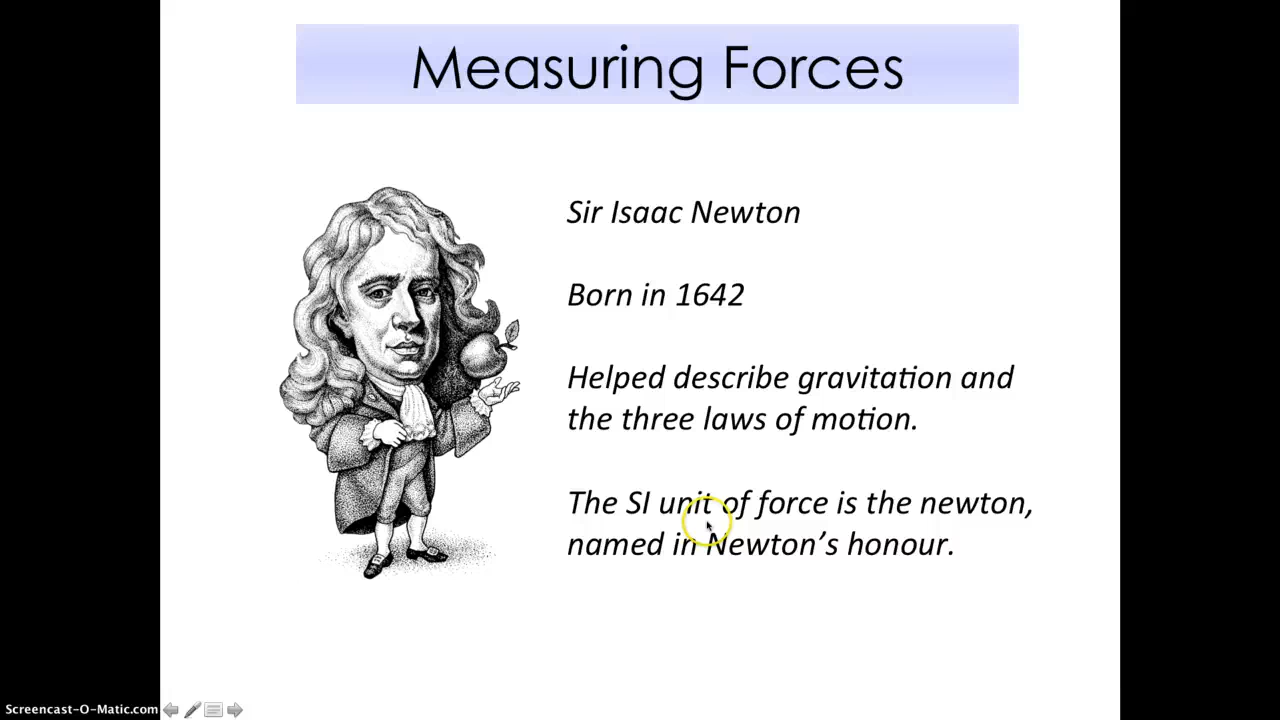 Measuring Forces
Sir Isaac Newton
Born in 1642
Helped describe gravitation and
the three laws of motion.
The SI unit of force is the newton,
named in Newton’s honour.
Screencast-O-Matic.com